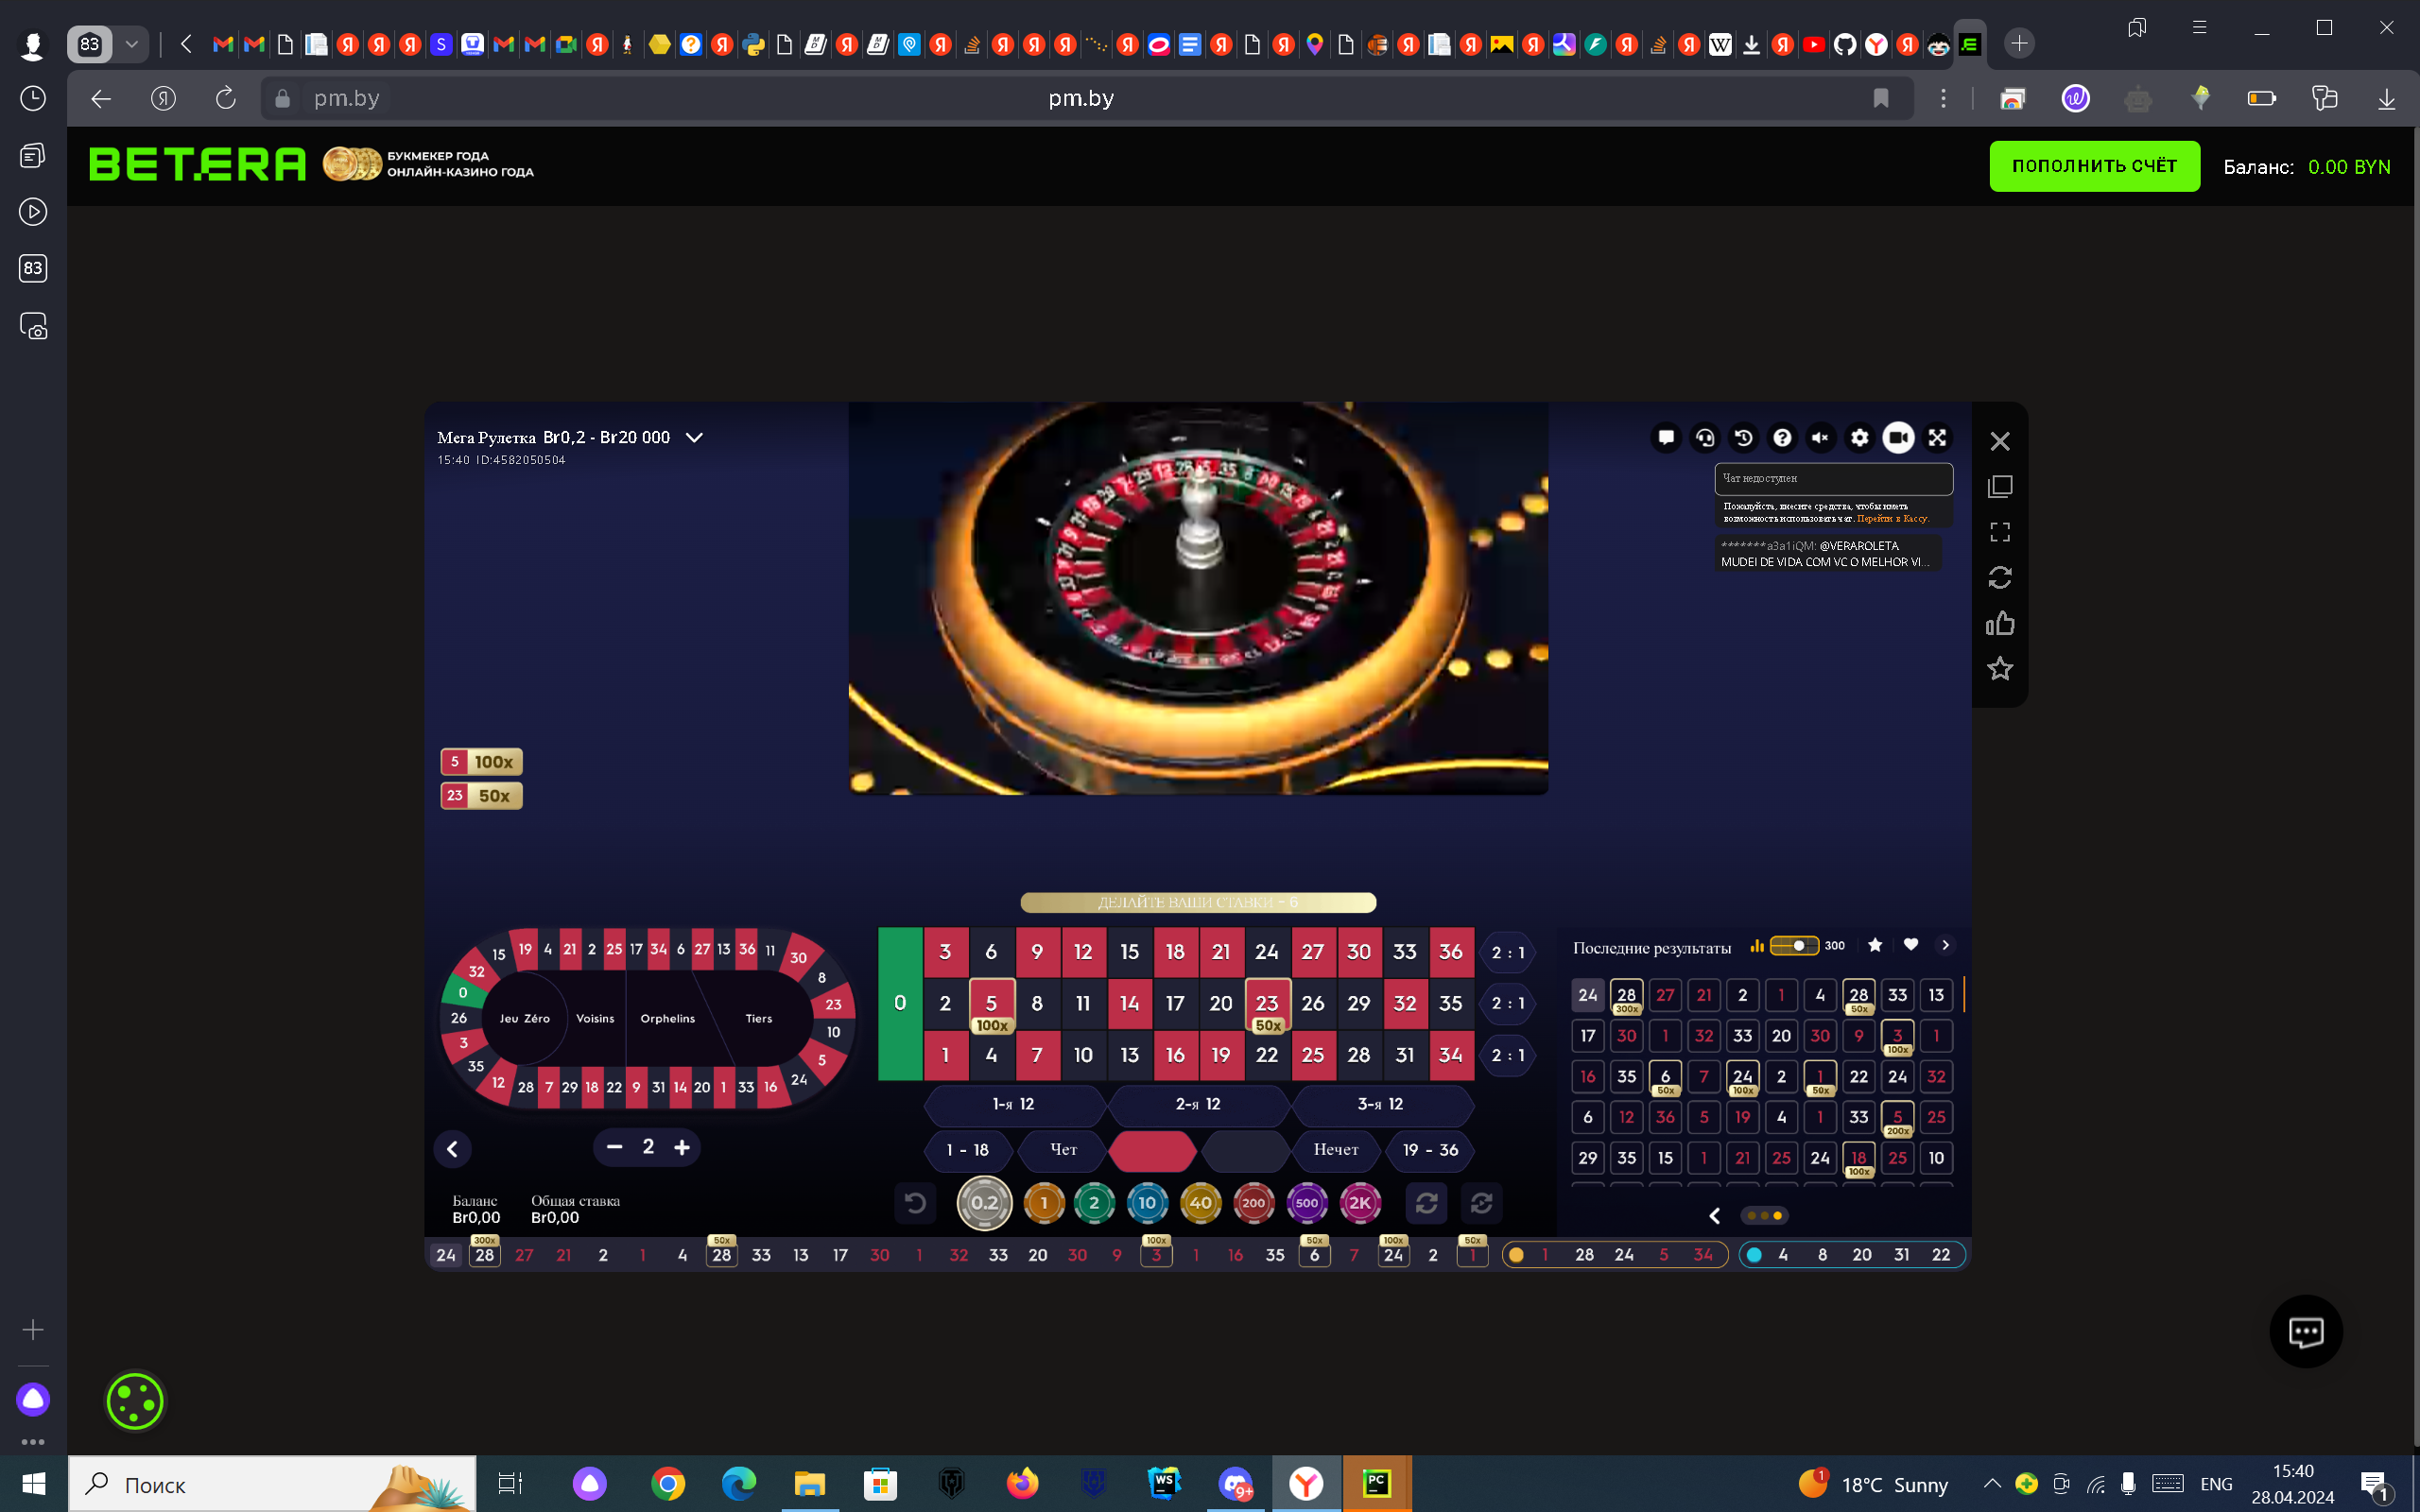 83
pm.by
pm.by
83
BETERA
БУКМЕКЕР ГОДА
ОНЛАЙН-КАЗИНО ГОДА
ПОПОЛНИТЬ СЧЁТ
Баланс: 0.00 BYN
Мега Рулетка Br0,2 - Br20 000
15:40 ID:4582050504
Чат недоступен
Пожалуйста, внесите средства, чтобы иметь
возможность использовать чат. Перейти в Кассу.
*******a3a1iQM: @VERAROLETA
MUDEI DE VIDA COM VC O MELHOR VI...
5 100x
23 50x
ДЕЛАЙТЕ ВАШИ СТАВКИ - 6
15 19 4 21 2 25 17 34 6 27 13 36 11 30
32 8
0 23
26 Jeu Zéro Voisins Orphelins Tiers 10
3 5
35 24
12 28 7 29 18 22 9 31 14 20 1 33 16
2
0
3 6 9 12 15 18 21 24 27 30 33 36 2 : 1
2 5 8 11 14 17 20 23 26 29 32 35 2 : 1
100x 50x
1 4 7 10 13 16 19 22 25 28 31 34 2 : 1
1-я 12 2-я 12 3-я 12
1 - 18 Чет Нечет 19 - 36
0.2 1 2 10 40 200 500 2K
Баланс
Br0,00
Общая ставка
Br0,00
Последние результаты 300
24 28 27 21 2 1 4 28 33 13
300x 50x
17 30 1 32 33 20 30 9 3 1
100x
16 35 6 7 24 2 1 22 24 32
50x 100x 50x
6 12 36 5 19 4 1 33 5 25
200x
29 35 15 1 21 25 24 18 25 10
100x
300x 50x 100x 50x 100x 50x
24 28 27 21 2 1 4 28 33 13 17 30 1 32 33 20 30 9 3 1 16 35 6 7 24 2 1
1 28 24 5 34
4 8 20 31 22
Поиск
WS
9+
PC
1
18°C Sunny
ENG
15:40
28.04.2024
1